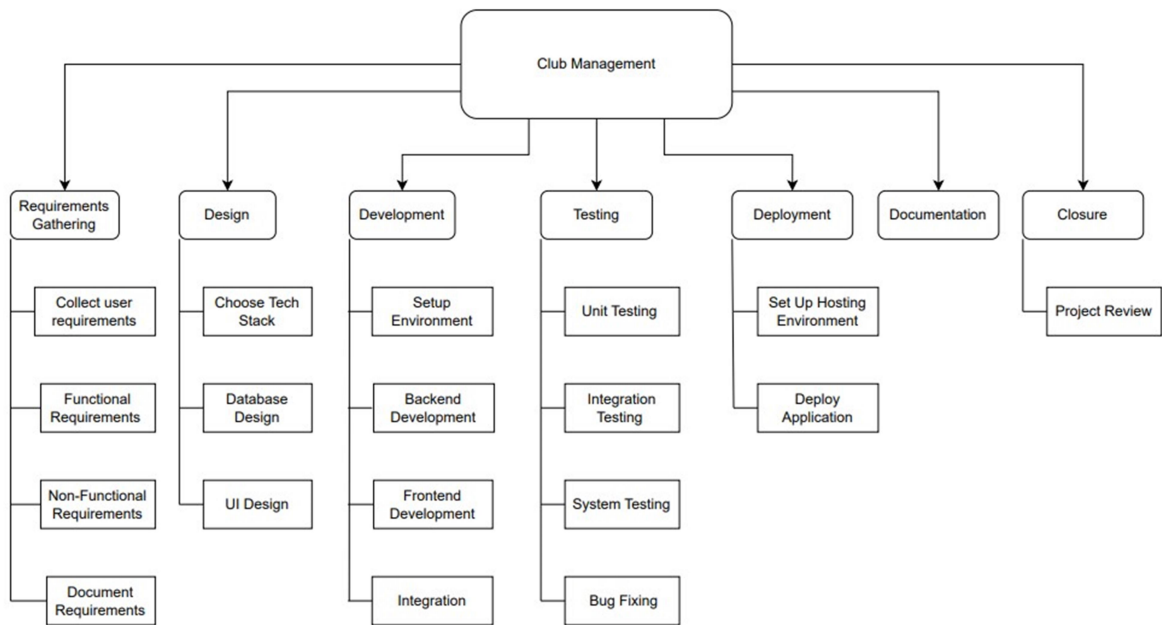 Club Management
Requirements
Gathering
Design
Development
Testing
Deployment
Documentation
Closure
Collect user
requirements
Choose Tech
Stack
Setup
Environment
Unit Testing
Set Up Hosting
Environment
Project Review
Functional
Requirements
Database
Design
Backend
Development
Integration
Testing
Deploy
Application
Non-Functional
Requirements
UI Design
Frontend
Development
System Testing
Document
Requirements
Integration
Bug Fixing